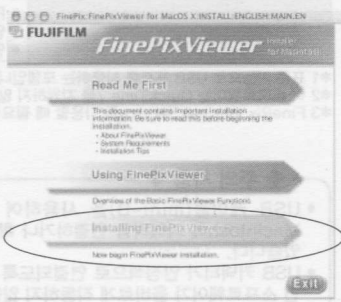 FinePix:FinePixViewer for MacOS X:INSTALL:ENGLISH:MAIN.EN
FUJIFILM
FinePixViewer Installer
for Macintosh
Read Me First
This document contains important installation
information. Be sure to read this before beginning the
installation.
- About FinePixViewer
- System Requirements
- Installation Tips
Using FinePixViewer
Overview of the Basic FinePixViewer Functions.
Installing FinePixViewer
Now begin FinePixViewer installation.
Exit